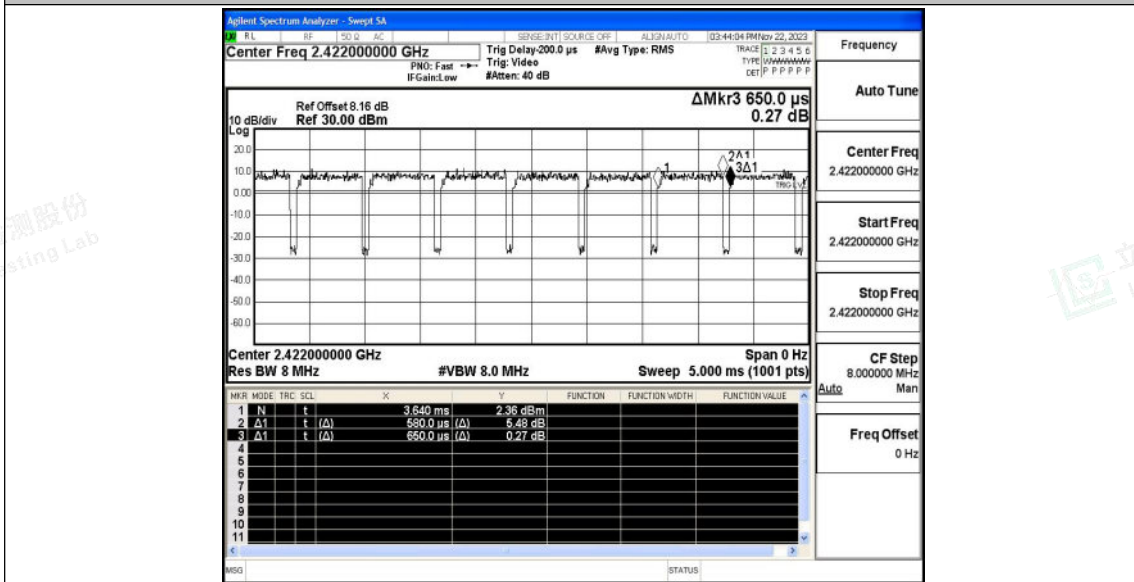 Agilent Spectrum Analyzer - Swept SA
RL RF 50 Ω AC SENSE:INT SOURCE OFF ALIGNAUTO 03:44:04 PM Nov 22, 2023
Center Freq 2.422000000 GHz
PNO: Fast
IFGain:Low
Trig Delay-200.0 µs #Avg Type: RMS
Trig: Video
#Atten: 40 dB
TRACE 1 2 3 4 5 6
TYPE
DET P P P P P P
Frequency
Auto Tune
Center Freq
2.422000000 GHz
Start Freq
2.422000000 GHz
Stop Freq
2.422000000 GHz
CF Step
8.000000 MHz
Auto Man
Freq Offset
0 Hz
ΔMkr3 650.0 µs
0.27 dB
Ref Offset 8.16 dB
10 dB/div Ref 30.00 dBm
Log
20.0
10.0
0.00
-10.0
-20.0
-30.0
-40.0
-50.0
-60.0
1
2Δ1
3Δ1
TRIG LVL
Center 2.422000000 GHz Span 0 Hz
Res BW 8 MHz #VBW 8.0 MHz Sweep 5.000 ms (1001 pts)
MKR MODE TRC SCL X Y FUNCTION FUNCTION WIDTH FUNCTION VALUE
1 N t 3.640 ms 2.36 dBm
2 Δ1 t (Δ) 580.0 µs (Δ) 5.48 dB
3 Δ1 t (Δ) 650.0 µs (Δ) 0.27 dB
4
5
6
7
8
9
10
11
MSG STATUS
测股份
sting Lab
立